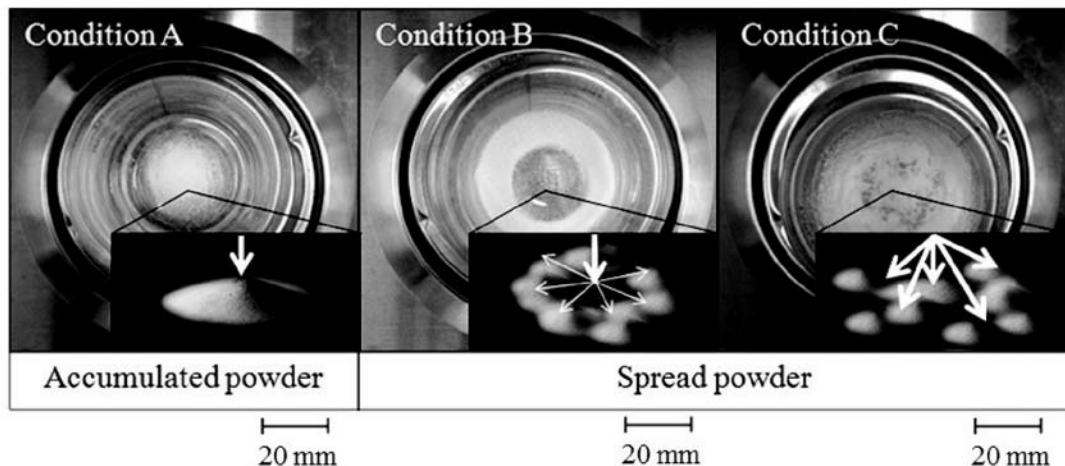 Condition A
Condition B
Condition C
Accumulated powder
Spread powder
20 mm
20 mm
20 mm